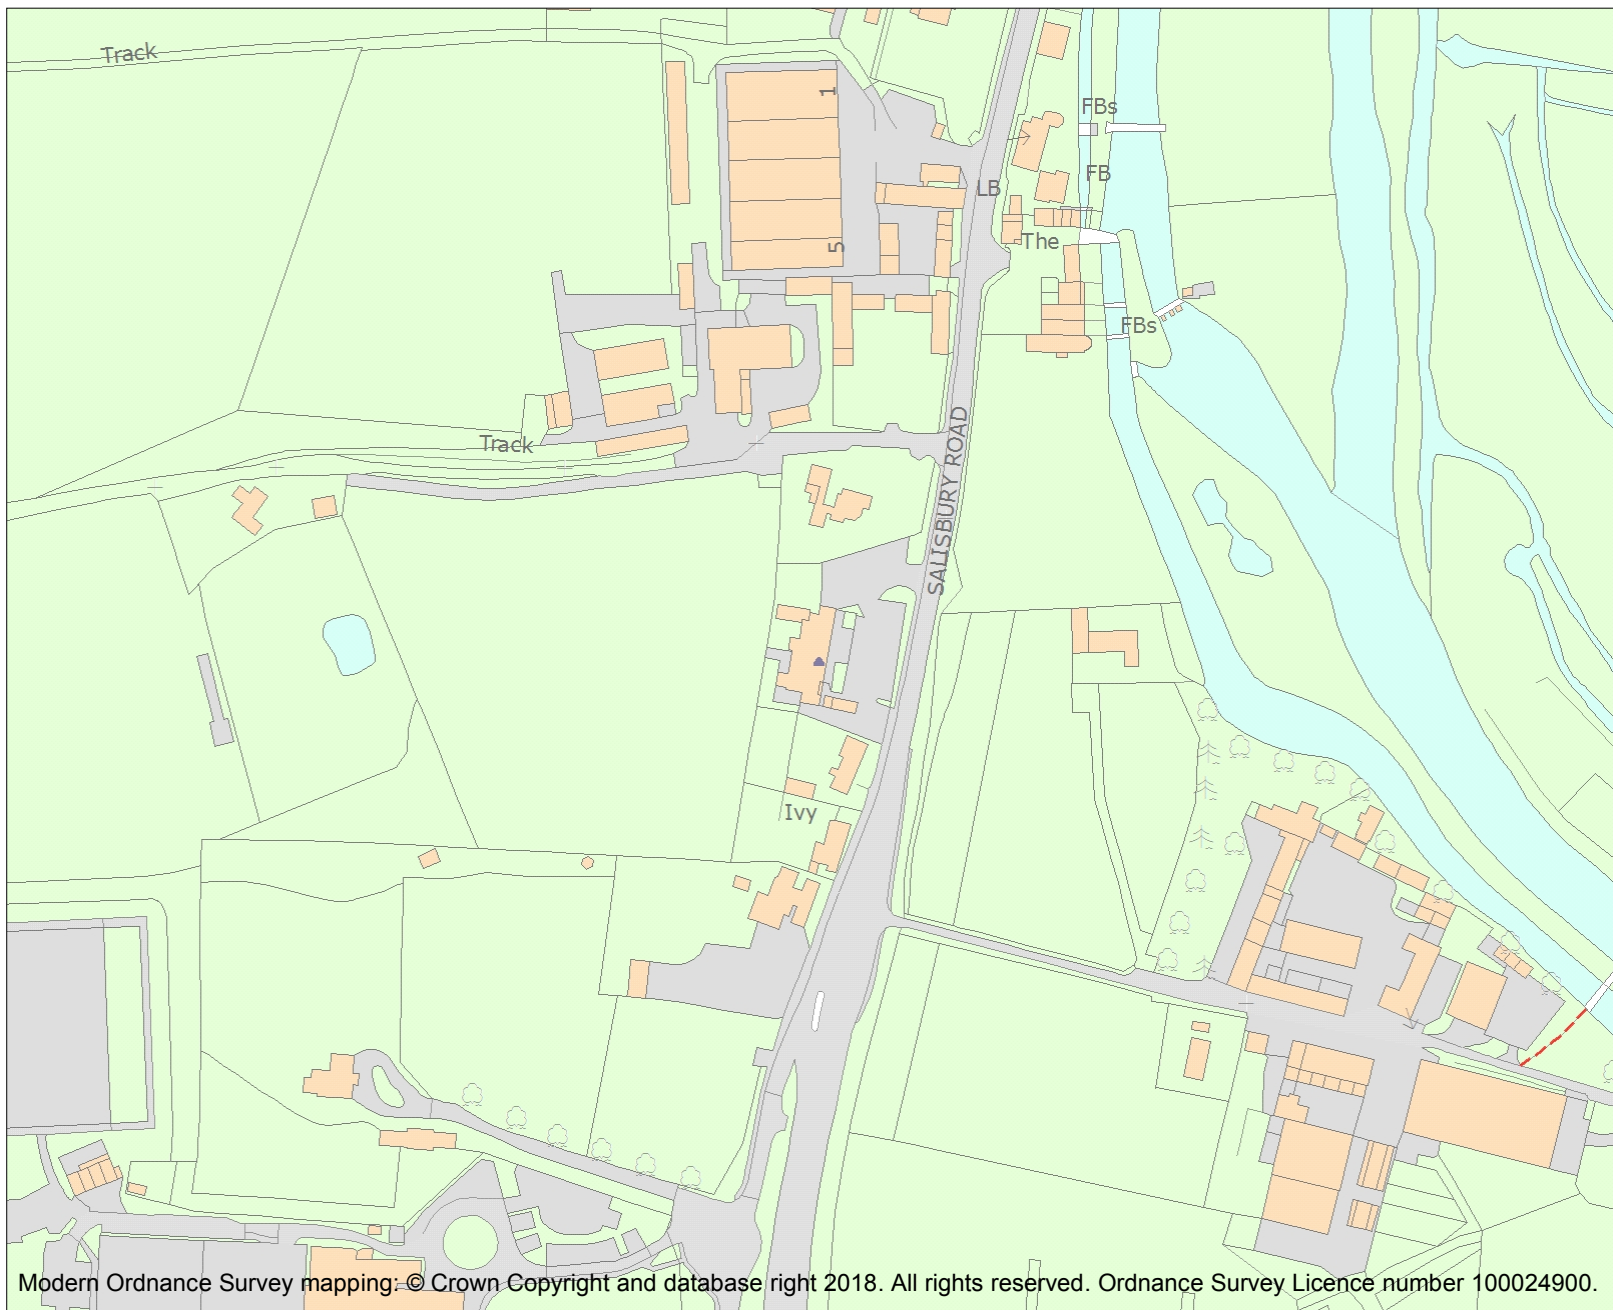 Track
FBs
1
FB
LB
The
5
FBs
Track
SALISBURY ROAD
Ivy
Modern Ordnance Survey mapping: © Crown Copyright and database right 2018. All rights reserved. Ordnance Survey Licence number 100024900.